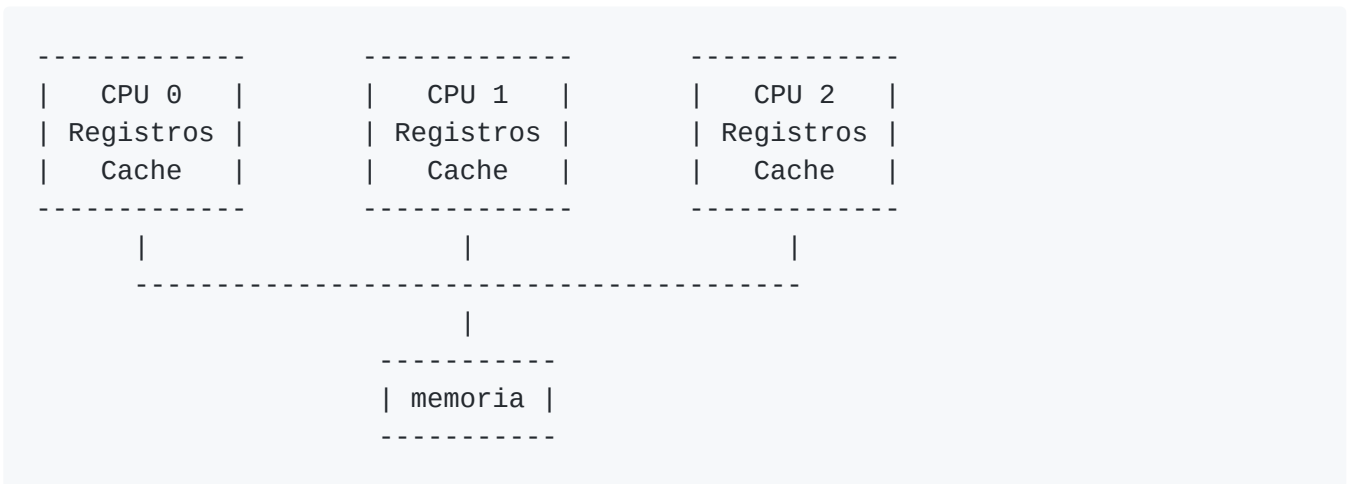 CPU 0 CPU 1 CPU 2
Registros Registros Registros
Cache Cache Cache
memoria